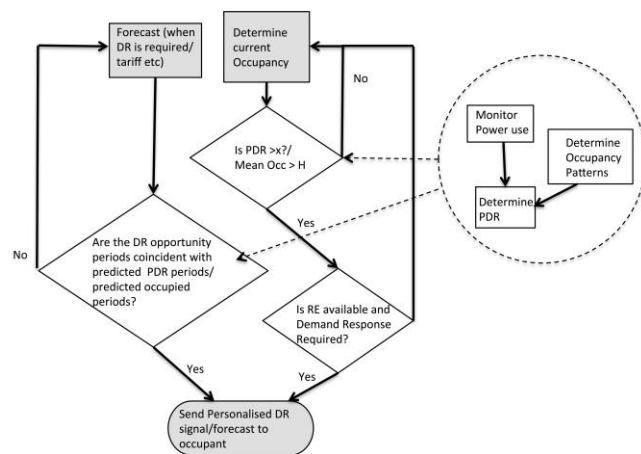 Forecast (when
DR is required/
tariff etc)
Determine
current
Occupancy
No
Monitor
Power use
Determine
Occupancy
Patterns
Is PDR >x?/
Mean Occ > H
Determine
PDR
Yes
No
Are the DR opportunity
periods coincident with
predicted PDR periods/
predicted occupied
periods?
Is RE available and
Demand Response
Required?
Yes
Yes
Send Personalised DR
signal/forecast to
occupant